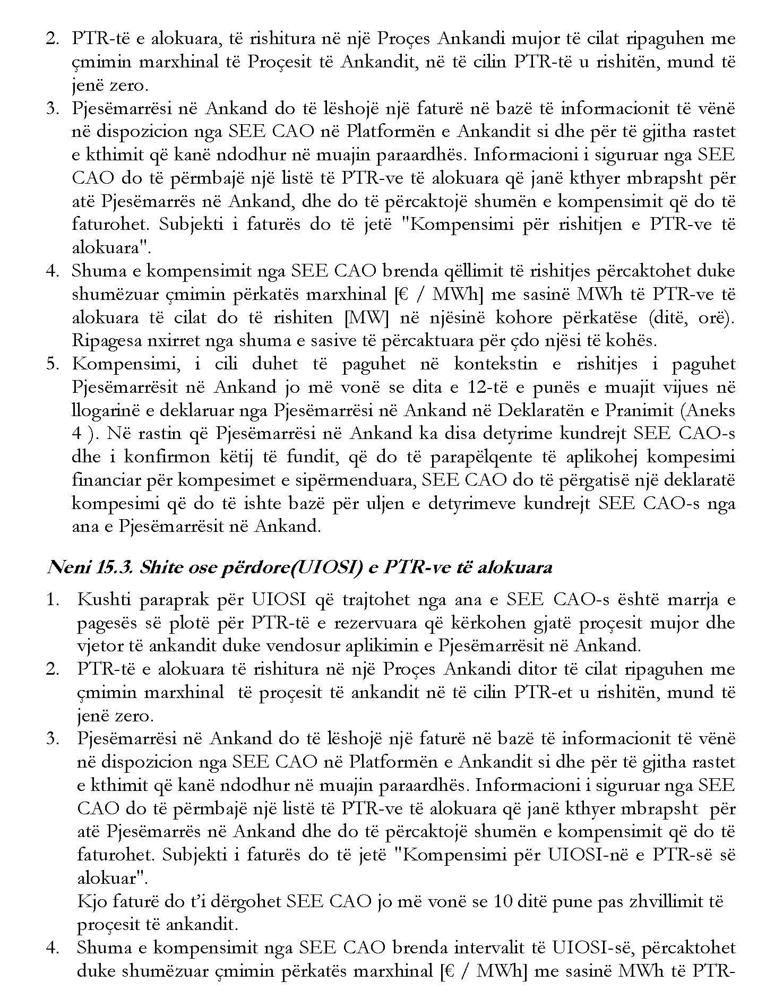 2. PTR-të e alokuara, të rishitura në një Proçes Ankandi mujor të cilat ripaguhen me
çmimin marxhinal të Proçesit të Ankandit, në të cilin PTR-të u rishitën, mund të
jenë zero.
3. Pjesëmarrësi në Ankand do të lëshojë një faturë në bazë të informacionit të vënë
në dispozicion nga SEE CAO në Platformën e Ankandit si dhe për të gjitha rastet
e kthimit që kanë ndodhur në muajin paraardhës. Informacioni i siguruar nga SEE
CAO do të përmbajë një listë të PTR-ve të alokuara që janë kthyer mbrapsht për
atë Pjesëmarrës në Ankand, dhe do të përcaktojë shumën e kompensimit që do të
faturohet. Subjekti i faturës do të jetë "Kompensimi për rishitjen e PTR-ve të
alokuara".
4. Shuma e kompensimit nga SEE CAO brenda qëllimit të rishitjes përcaktohet duke
shumëzuar çmimin përkatës marxhinal [€ / MWh] me sasinë MWh të PTR-ve të
alokuara të cilat do të rishiten [MW] në njësinë kohore përkatëse (ditë, orë).
Ripagesa nxirret nga shuma e sasive të përcaktuara për çdo njësi të kohës.
5. Kompensimi, i cili duhet të paguhet në kontekstin e rishitjes i paguhet
Pjesëmarrësit në Ankand jo më vonë se dita e 12-të e punës e muajit vijues në
llogarinë e deklaruar nga Pjesëmarrësi në Ankand në Deklaratën e Pranimit (Aneks
4 ). Në rastin që Pjesëmarrësi në Ankand ka disa detyrime kundrejt SEE CAO-s
dhe i konfirmon këtij të fundit, që do të parapëlqente të aplikohej kompesimi
financiar për kompesimet e sipërmenduara, SEE CAO do të përgatisë një deklaratë
kompesimi që do të ishte bazë për uljen e detyrimeve kundrejt SEE CAO-s nga
ana e Pjesëmarrësit në Ankand.
Neni 15.3. Shite ose përdore(UIOSI) e PTR-ve të alokuara
1. Kushti paraprak për UIOSI që trajtohet nga ana e SEE CAO-s është marrja e
pagesës së plotë për PTR-të e rezervuara që kërkohen gjatë proçesit mujor dhe
vjetor të ankandit duke vendosur aplikimin e Pjesëmarrësit në Ankand.
2. PTR-të e alokuara të rishitura në një Proçes Ankandi ditor të cilat ripaguhen me
çmimin marxhinal të proçesit të ankandit në të cilin PTR-et u rishitën, mund të
jenë zero.
3. Pjesëmarrësi në Ankand do të lëshojë një faturë në bazë të informacionit të vënë
në dispozicion nga SEE CAO në Platformën e Ankandit si dhe për të gjitha rastet
e kthimit që kanë ndodhur në muajin paraardhës. Informacioni i siguruar nga SEE
CAO do të përmbajë një listë të PTR-ve të alokuara që janë kthyer mbrapsht për
atë Pjesëmarrës në Ankand dhe do të përcaktojë shumën e kompensimit që do të
faturohet. Subjekti i faturës do të jetë "Kompensimi për UIOSI-në e PTR-së së
alokuar".
Kjo faturë do t’i dërgohet SEE CAO jo më vonë se 10 ditë pune pas zhvillimit të
proçesit të ankandit.
4. Shuma e kompensimit nga SEE CAO brenda intervalit të UIOSI-së, përcaktohet
duke shumëzuar çmimin përkatës marxhinal [€ / MWh] me sasinë MWh të PTR-